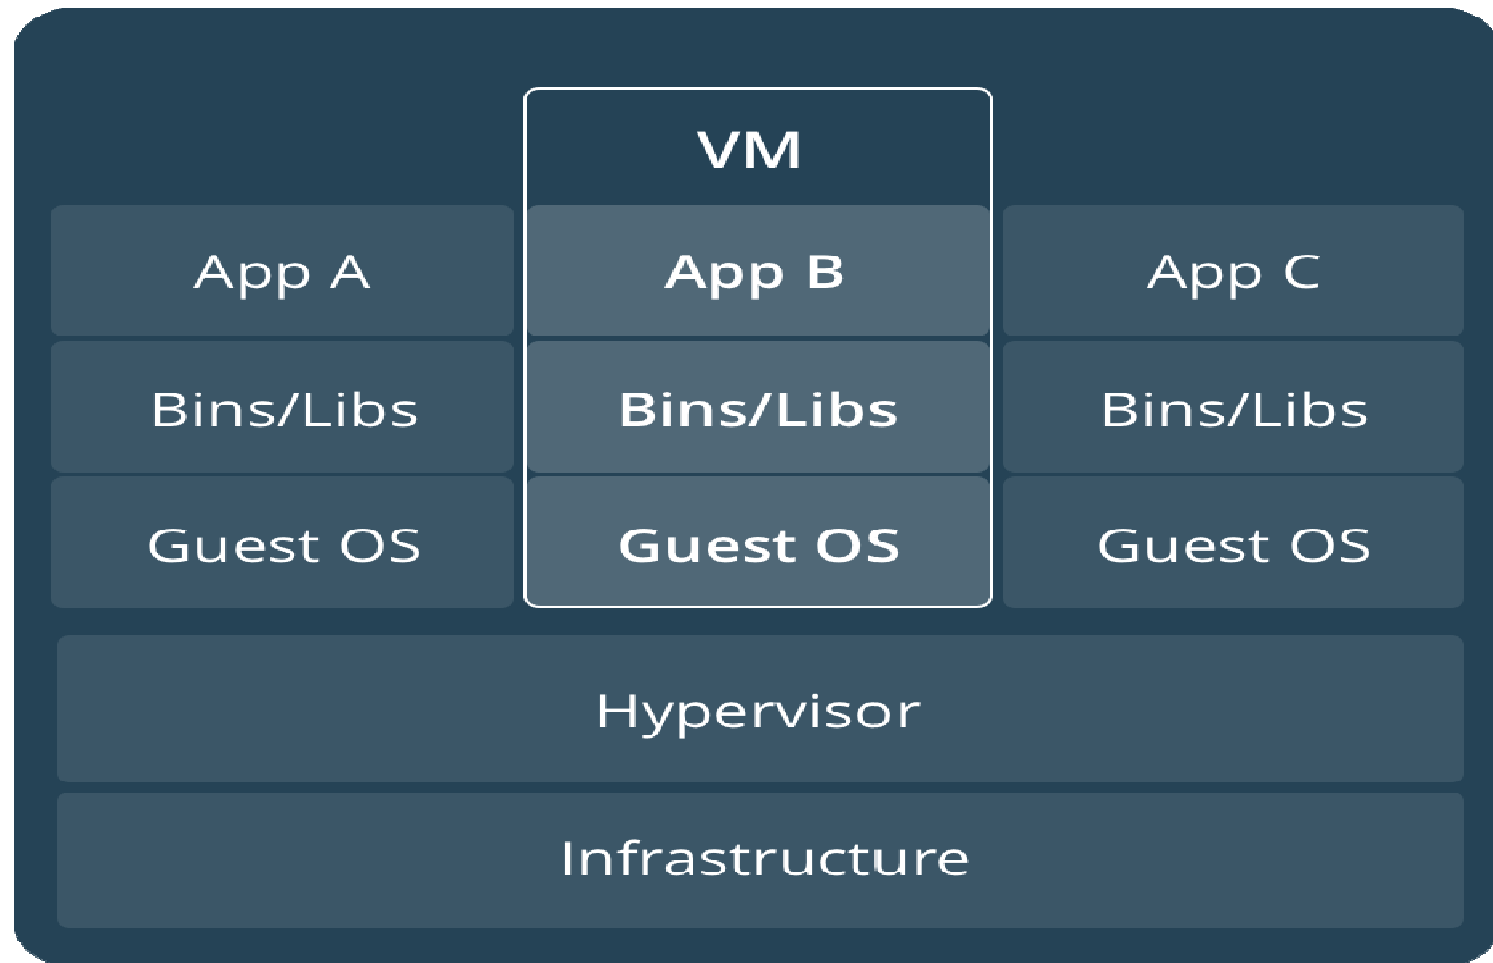 VM
App A
App B
App C
Bins/Libs
Bins/Libs
Bins/Libs
Guest OS
Guest OS
Guest OS
Hypervisor
Infrastructure